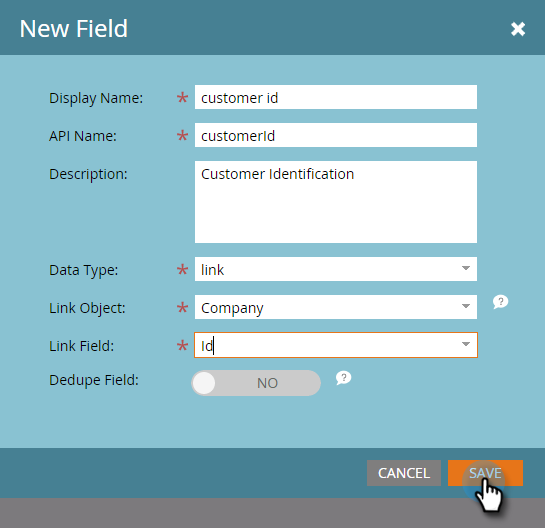 New Field
Display Name: * customer id
API Name: * customerId
Description: Customer Identification
Data Type: * link
Link Object: * Company ?
Link Field: * Id
Dedupe Field: NO ?
CANCEL SAVE